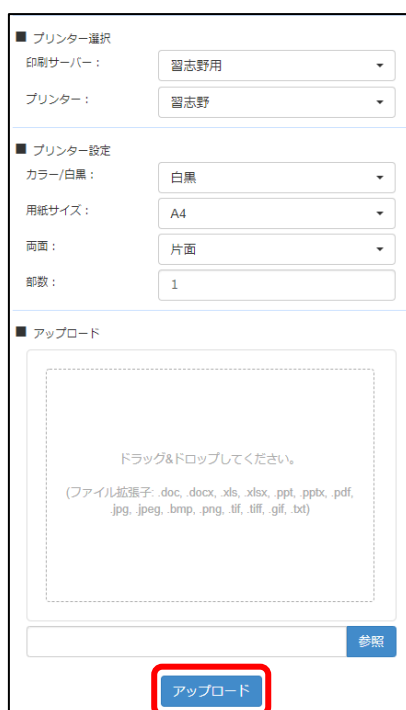 ■ プリンター選択
印刷サーバー： 習志野用
プリンター： 習志野
■ プリンター設定
カラー/白黒： 白黒
用紙サイズ： A4
両面： 片面
部数： 1
■ アップロード
ドラッグ&ドロップしてください。
(ファイル拡張子: .doc, .docx, .xls, .xlsx, .ppt, .pptx, .pdf,
.jpg, .jpeg, .bmp, .png, .tif, .tiff, .gif, .txt)
参照
アップロード